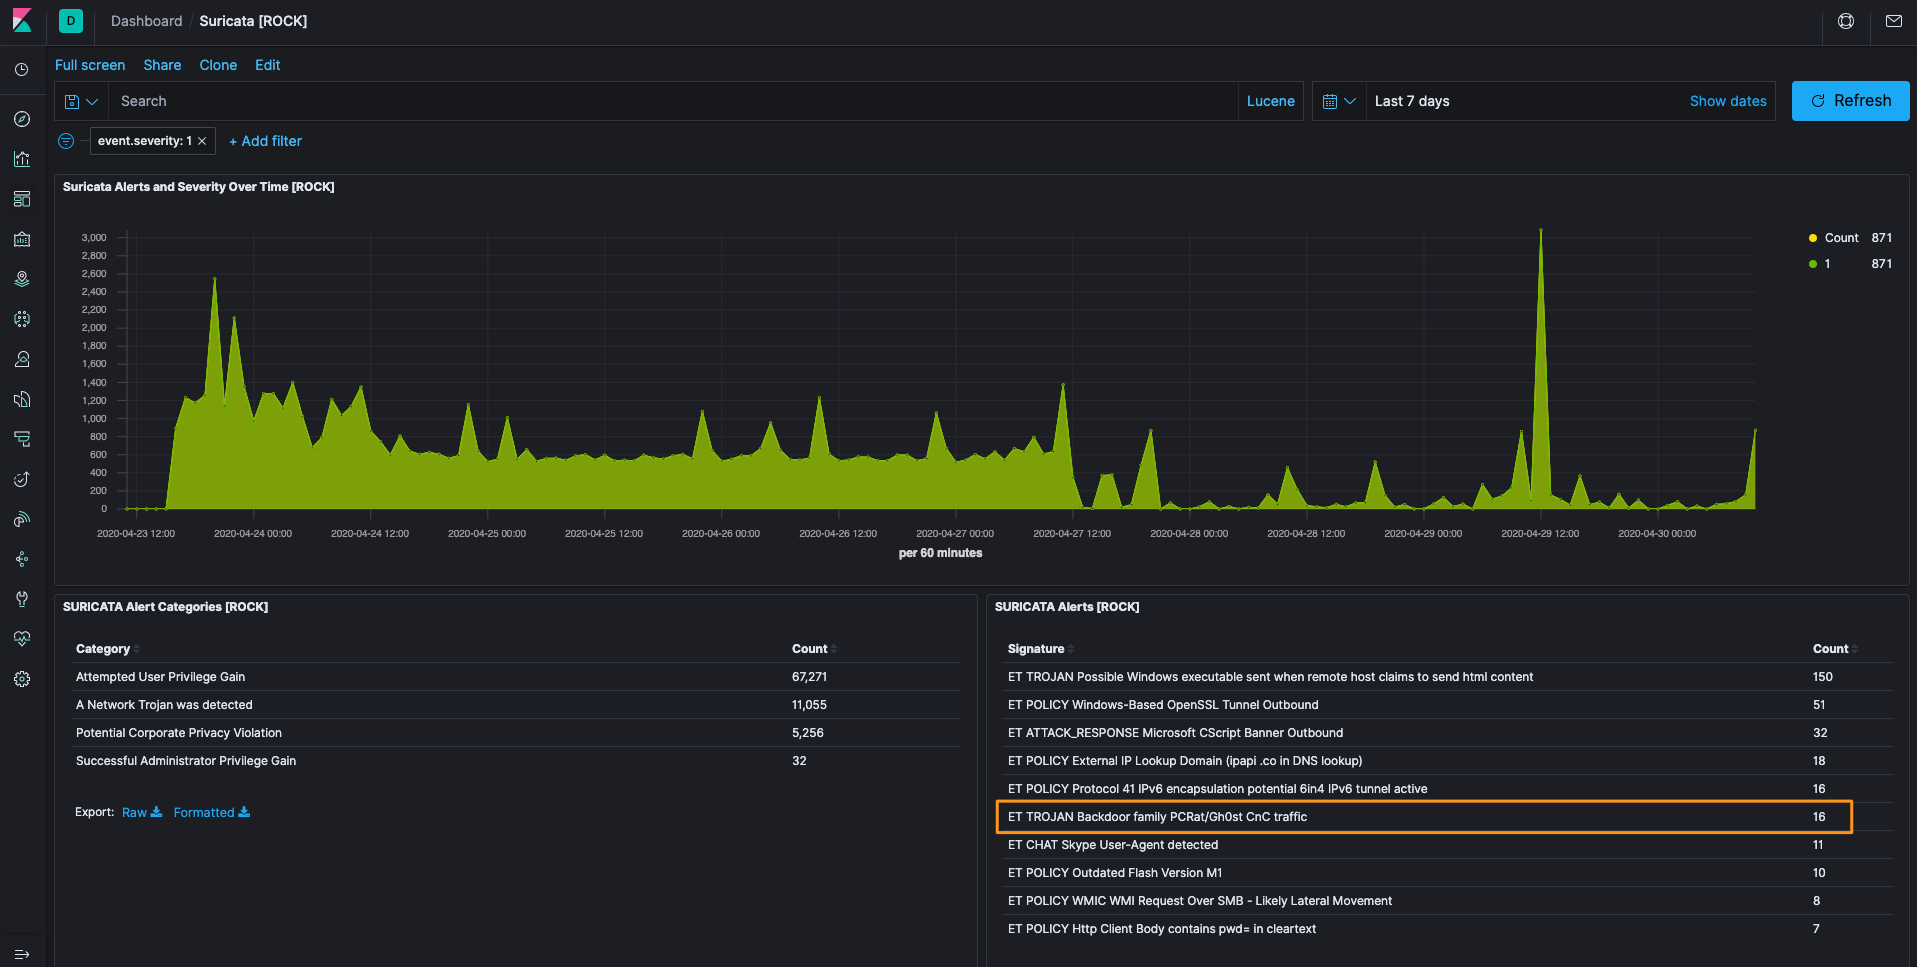 D Dashboard / Suricata [ROCK]
Full screen Share Clone Edit
Search Lucene Last 7 days Show dates Refresh
event.severity: 1 × + Add filter
Suricata Alerts and Severity Over Time [ROCK]
3,000
2,800
2,600
2,400
2,200
2,000
1,800
1,600
1,400
1,200
1,000
800
600
400
200
0
Count 871
1 871
2020-04-23 12:00 2020-04-24 00:00 2020-04-24 12:00 2020-04-25 00:00 2020-04-25 12:00 2020-04-26 00:00 2020-04-26 12:00 2020-04-27 00:00 2020-04-27 12:00 2020-04-28 00:00 2020-04-28 12:00 2020-04-29 00:00 2020-04-29 12:00 2020-04-30 00:00
per 60 minutes
SURICATA Alert Categories [ROCK]
Category Count
Attempted User Privilege Gain 67,271
A Network Trojan was detected 11,055
Potential Corporate Privacy Violation 5,256
Successful Administrator Privilege Gain 32
Export: Raw Formatted
SURICATA Alerts [ROCK]
Signature Count
ET TROJAN Possible Windows executable sent when remote host claims to send html content 150
ET POLICY Windows-Based OpenSSL Tunnel Outbound 51
ET ATTACK_RESPONSE Microsoft CScript Banner Outbound 32
ET POLICY External IP Lookup Domain (ipapi .co in DNS lookup) 18
ET POLICY Protocol 41 IPv6 encapsulation potential 6in4 IPv6 tunnel active 16
ET TROJAN Backdoor family PCRat/Gh0st CnC traffic 16
ET CHAT Skype User-Agent detected 11
ET POLICY Outdated Flash Version M1 10
ET POLICY WMIC WMI Request Over SMB - Likely Lateral Movement 8
ET POLICY Http Client Body contains pwd= in cleartext 7